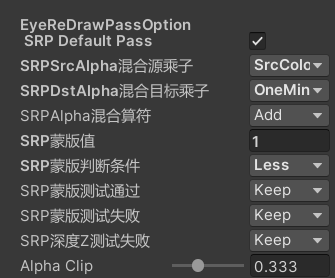 EyeReDrawPassOption
SRP Default Pass
SRPSrcAlpha混合源乘子 SrcColo
SRPDstAlpha混合目标乘子 OneMin
SRPAlpha混合算符 Add
SRP蒙版值 1
SRP蒙版判断条件 Less
SRP蒙版测试通过 Keep
SRP蒙版测试失败 Keep
SRP深度Z测试失败 Keep
Alpha Clip 0.333